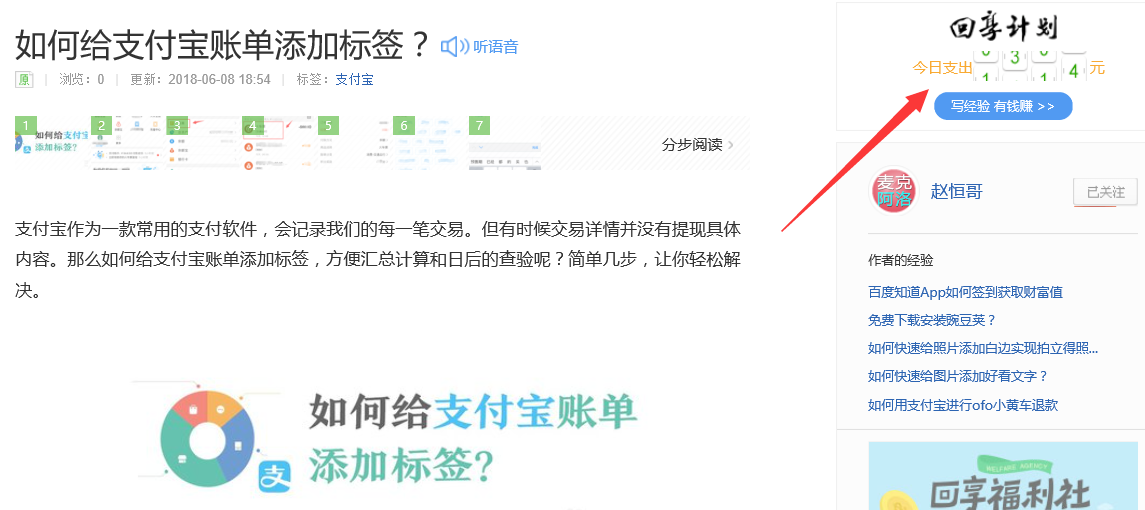 如何给支付宝账单添加标签？
听语音
原 | 浏览：0 | 更新：2018-06-08 18:54 | 标签：支付宝
1 2 3 4 5 6 7
如何给支付
添加标签?
分步阅读 >
支付宝作为一款常用的支付软件，会记录我们的每一笔交易。但有时候交易详情并没有提现具体
内容。那么如何给支付宝账单添加标签，方便汇总计算和日后的查验呢？简单几步，让你轻松解
决。
如何给支付宝账单
添加标签?
支
回享计划
今日支出
3
4 元
写经验 有钱赚 >>
麦克
阿洛
赵恒哥
已关注
作者的经验
百度知道App如何签到获取财富值
免费下载安装豌豆荚？
如何快速给照片添加白边实现拍立得照...
如何快速给图片添加好看文字？
如何用支付宝进行ofo小黄车退款
WELFARE AGENCY
回享福利社